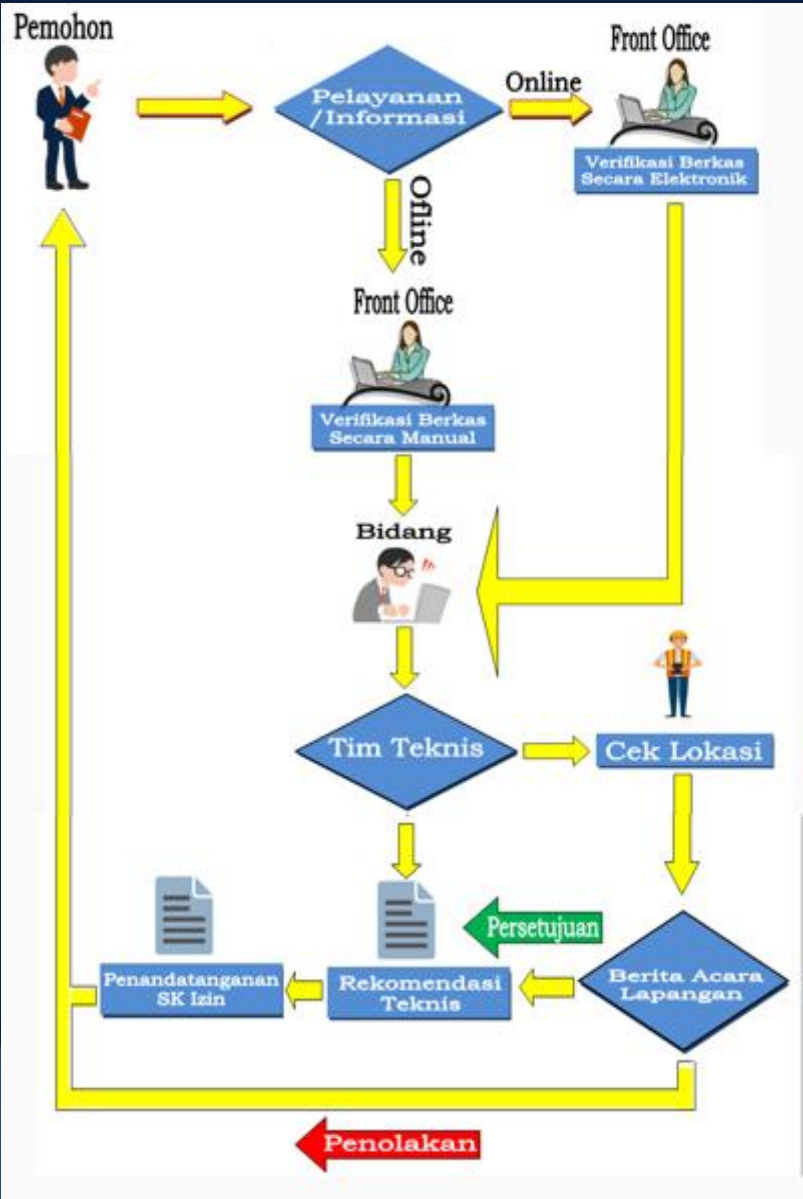 Pemohon
Front Office
Pelayanan
/Informasi
Online
Verifikasi Berkas
Secara Elektronik
Ofline
Front Office
Verifikasi Berkas
Secara Manual
Bidang
Tim Teknis
Cek Lokasi
Persetujuan
Penandatanganan
SK Izin
Rekomendasi
Teknis
Berita Acara
Lapangan
Penolakan